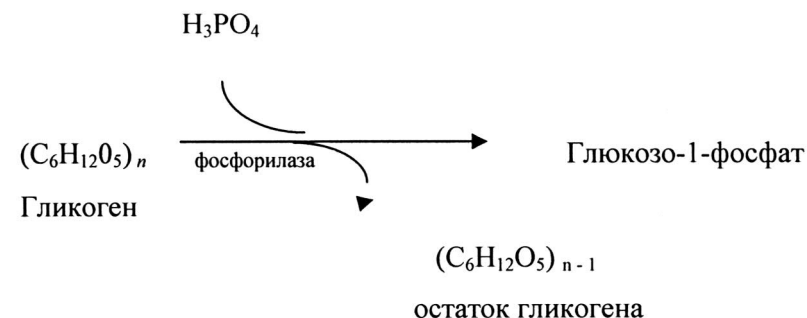 H₃PO₄
(C₆H₁₂0₅) n
фосфорилаза
Глюкозо-1-фосфат
Гликоген
(C₆H₁₂O₅) n - 1
остаток гликогена